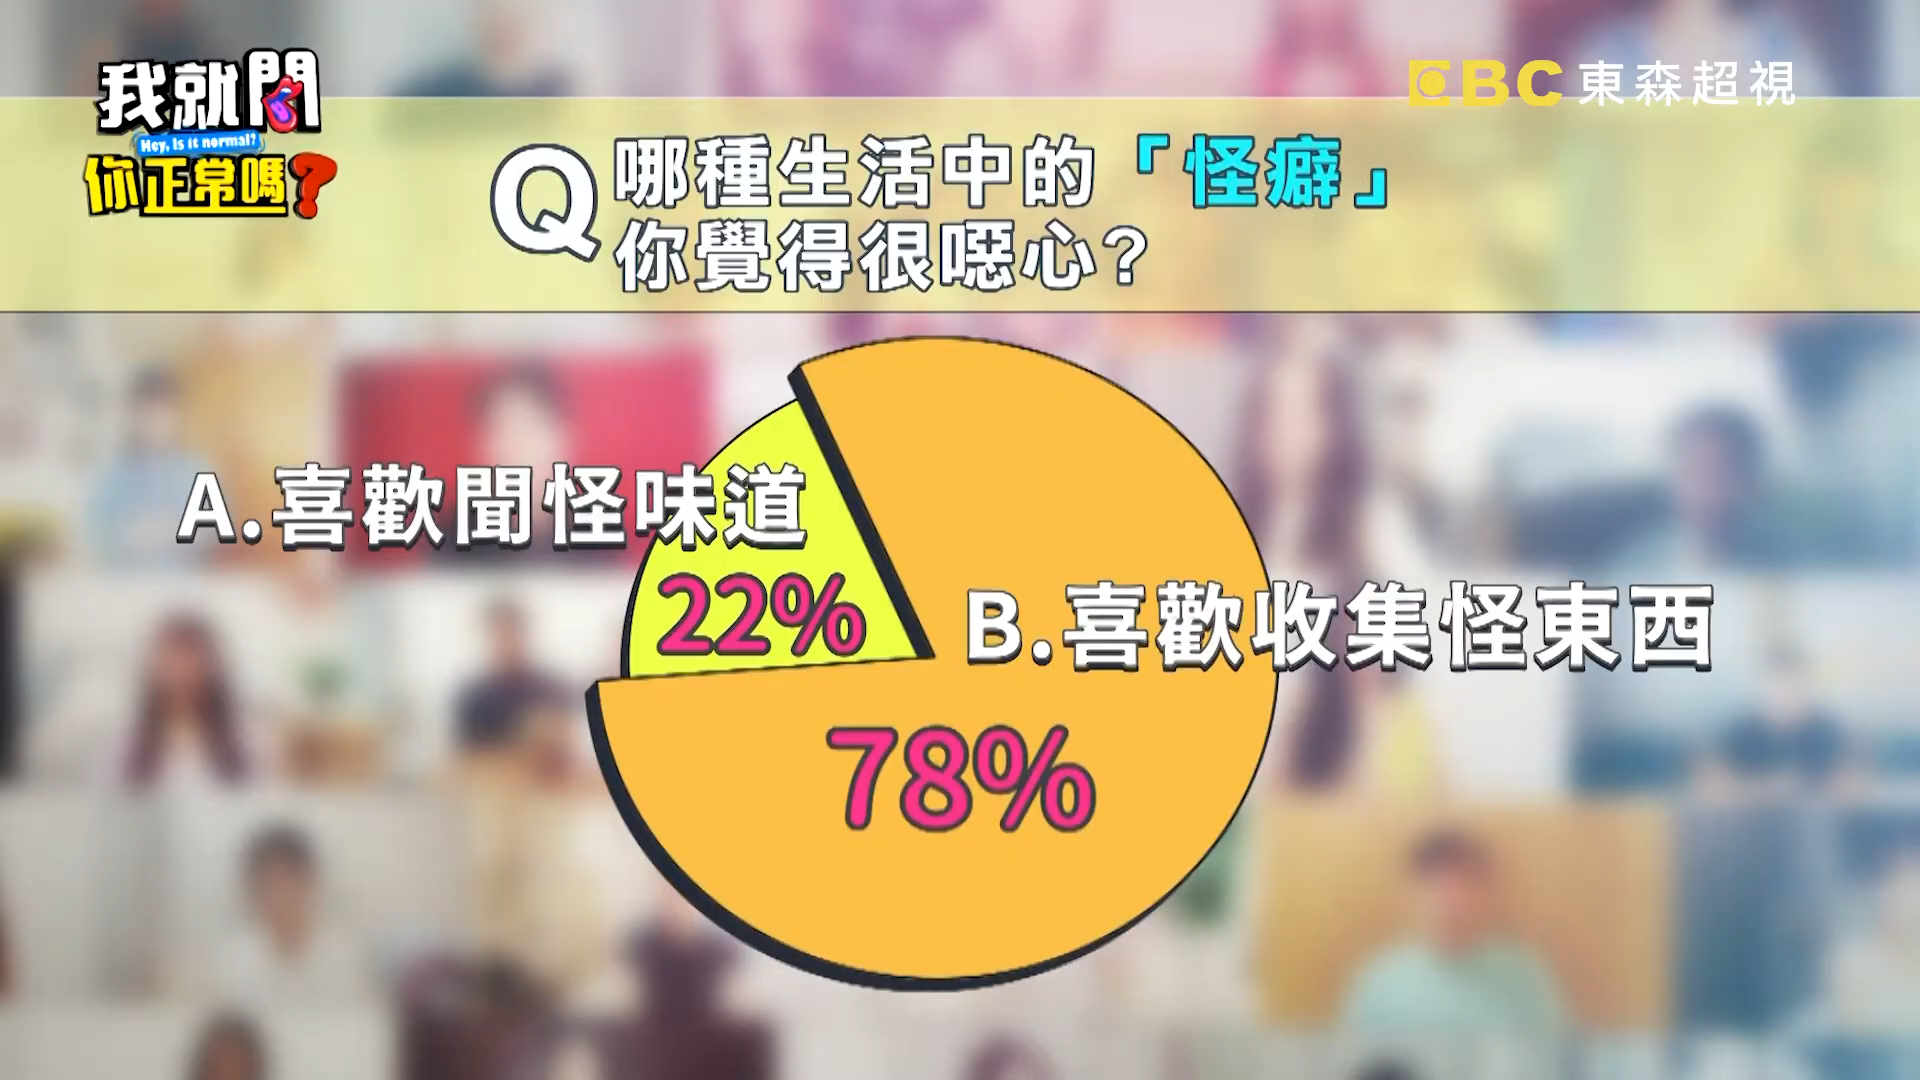 我就問
Hey, Is it normal?
你正常嗎?
EBC 東森超視
Q 哪種生活中的「怪癖」
你覺得很噁心?
A.喜歡聞怪味道
22%
B.喜歡收集怪東西
78%